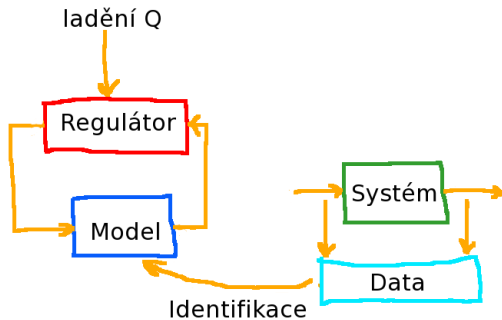 ladění Q
Regulátor
Systém
Model
Data
Identifikace